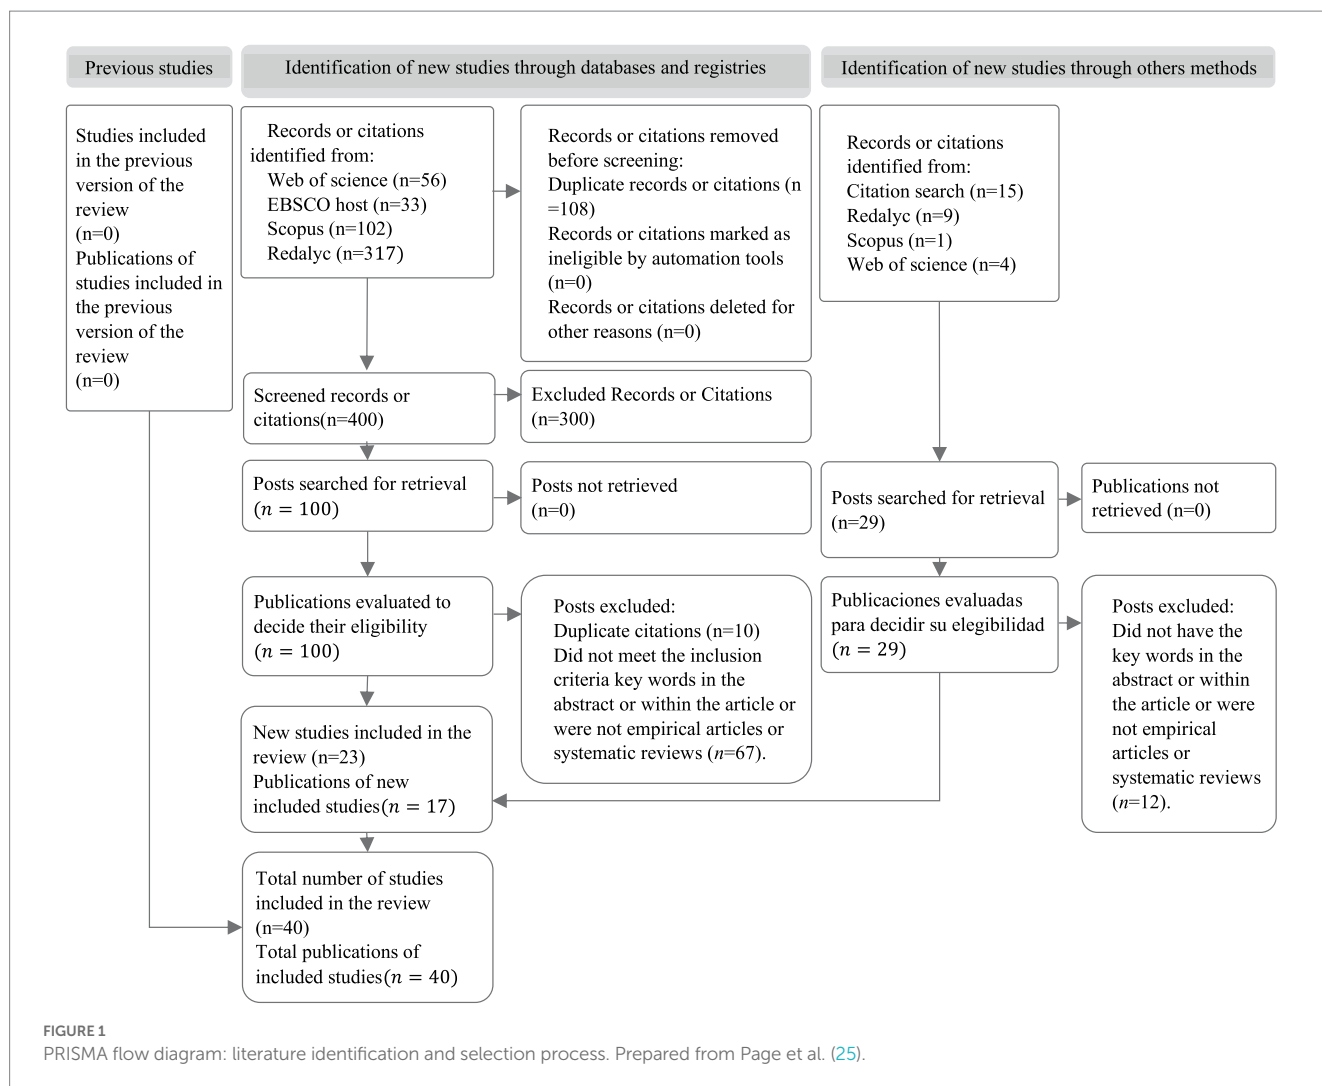 Previous studies
Identification of new studies through databases and registries
Identification of new studies through others methods
Studies included
in the previous
version of the
review
(n=0)
Publications of
studies included in
the previous
version of the
review
(n=0)
Records or citations
identified from:
Web of science (n=56)
EBSCO host (n=33)
Scopus (n=102)
Redalyc (n=317)
Records or citations removed
before screening:
Duplicate records or citations (n
=108)
Records or citations marked as
ineligible by automation tools
(n=0)
Records or citations deleted for
other reasons (n=0)
Records or citations
identified from:
Citation search (n=15)
Redalyc (n=9)
Scopus (n=1)
Web of science (n=4)
Screened records or
citations(n=400)
Excluded Records or Citations
(n=300)
Posts searched for retrieval
(n = 100)
Posts not retrieved
(n=0)
Posts searched for retrieval
(n=29)
Publications not
retrieved (n=0)
Publications evaluated to
decide their eligibility
(n = 100)
Posts excluded:
Duplicate citations (n=10)
Did not meet the inclusion
criteria key words in the
abstract or within the article or
were not empirical articles or
systematic reviews (n=67).
Publicaciones evaluadas
para decidir su elegibilidad
(n = 29)
Posts excluded:
Did not have the
key words in the
abstract or within
the article or were
not empirical
articles or
systematic reviews
(n=12).
New studies included in the
review (n=23)
Publications of new
included studies(n = 17)
Total number of studies
included in the review
(n=40)
Total publications of
included studies(n = 40)
FIGURE 1
PRISMA flow diagram: literature identification and selection process. Prepared from Page et al. (25).